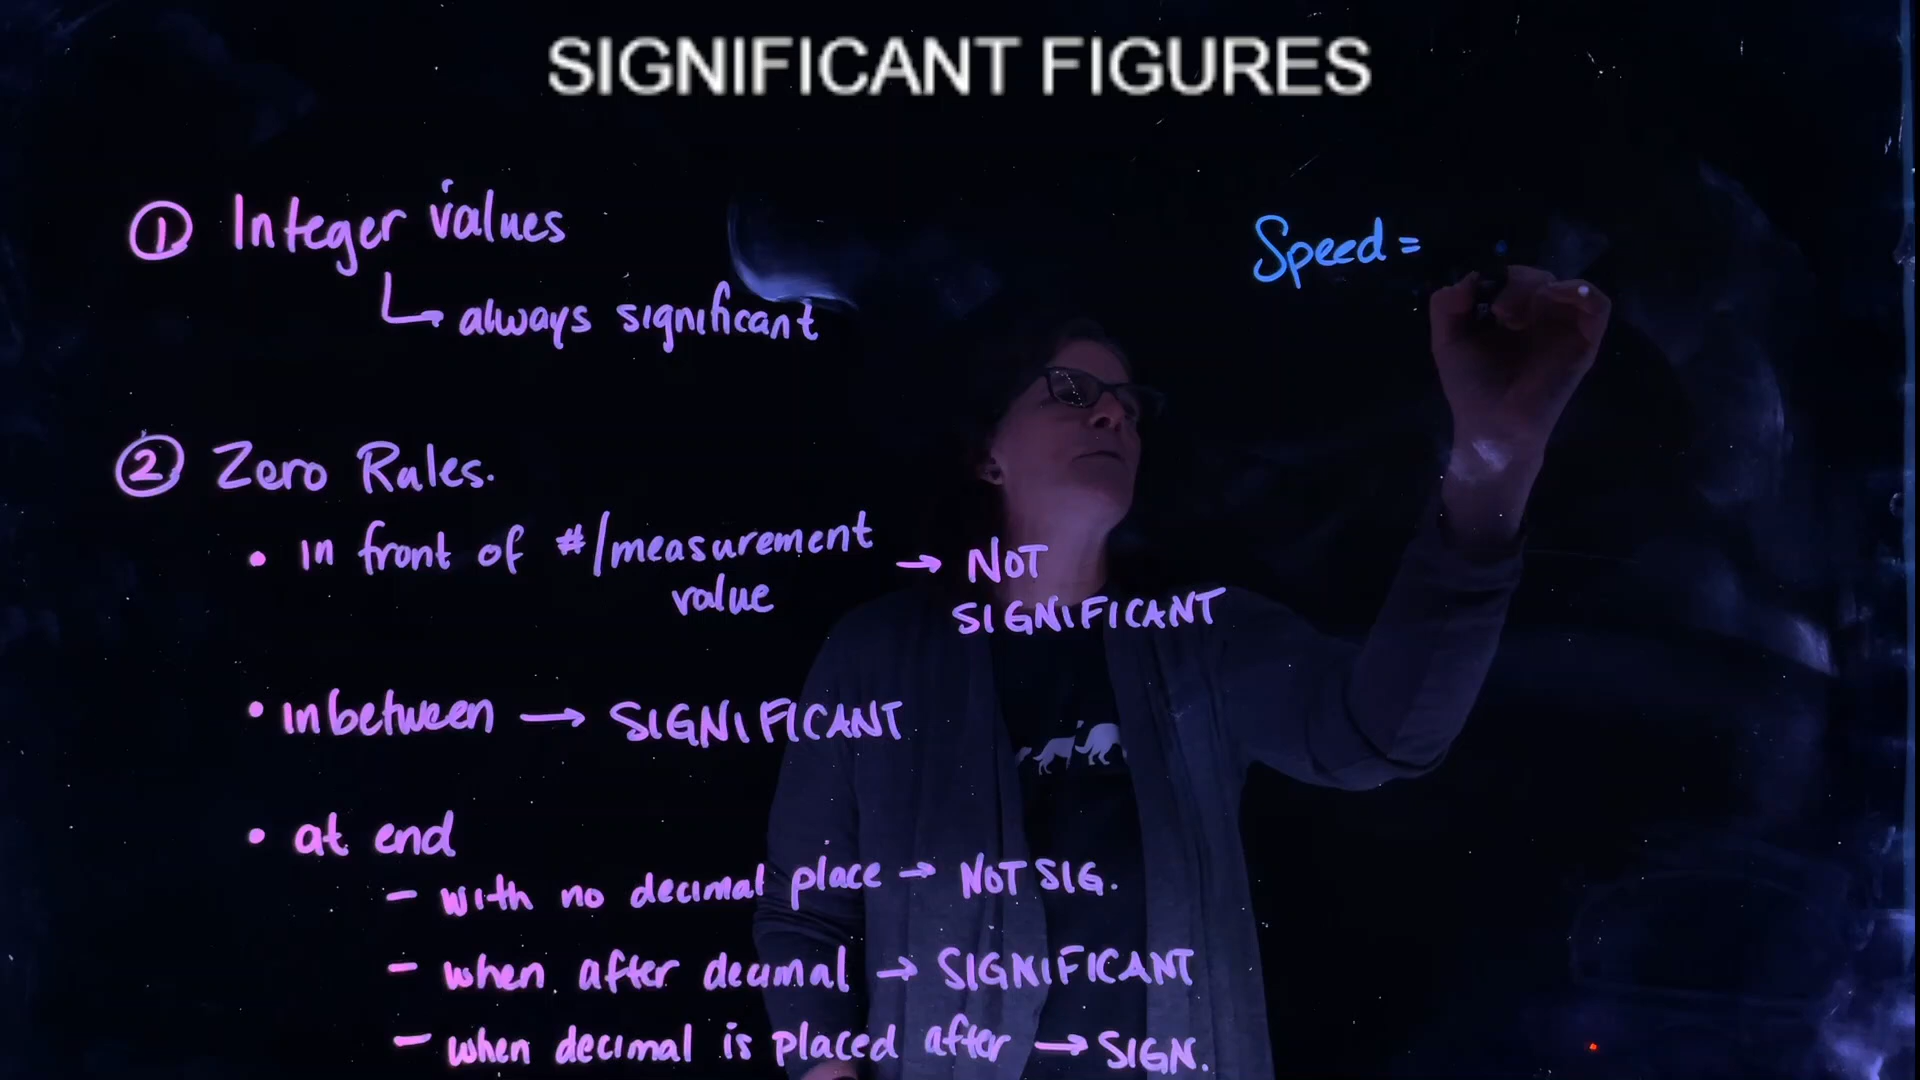 SIGNIFICANT FIGURES
① Integer values
always significant
② Zero Rules.
• in front of #/measurement value → NOT SIGNIFICANT
• inbetween → SIGNIFICANT
• at end
– with no decimal place → NOT SIG.
– when after decimal → SIGNIFICANT
– when decimal is placed after → SIGN.
Speed =